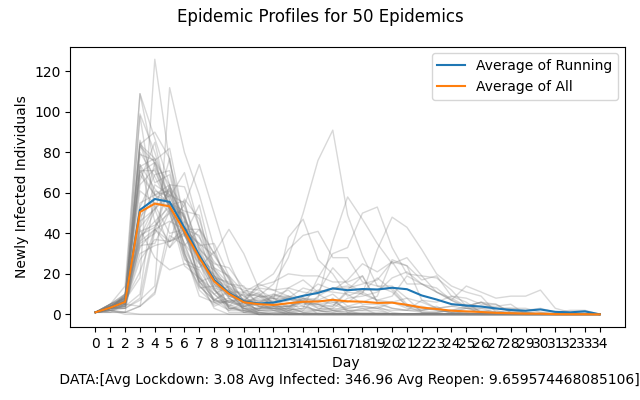 Epidemic Profiles for 50 Epidemics
Average of Running
Average of All
120
100
80
60
40
20
0
Newly Infected Individuals
0 1 2 3 4 5 6 7 8 9 10 11 12 13 14 15 16 17 18 19 20 21 22 23 24 25 26 27 28 29 30 31 32 33 34
Day
DATA:[Avg Lockdown: 3.08 Avg Infected: 346.96 Avg Reopen: 9.659574468085106]